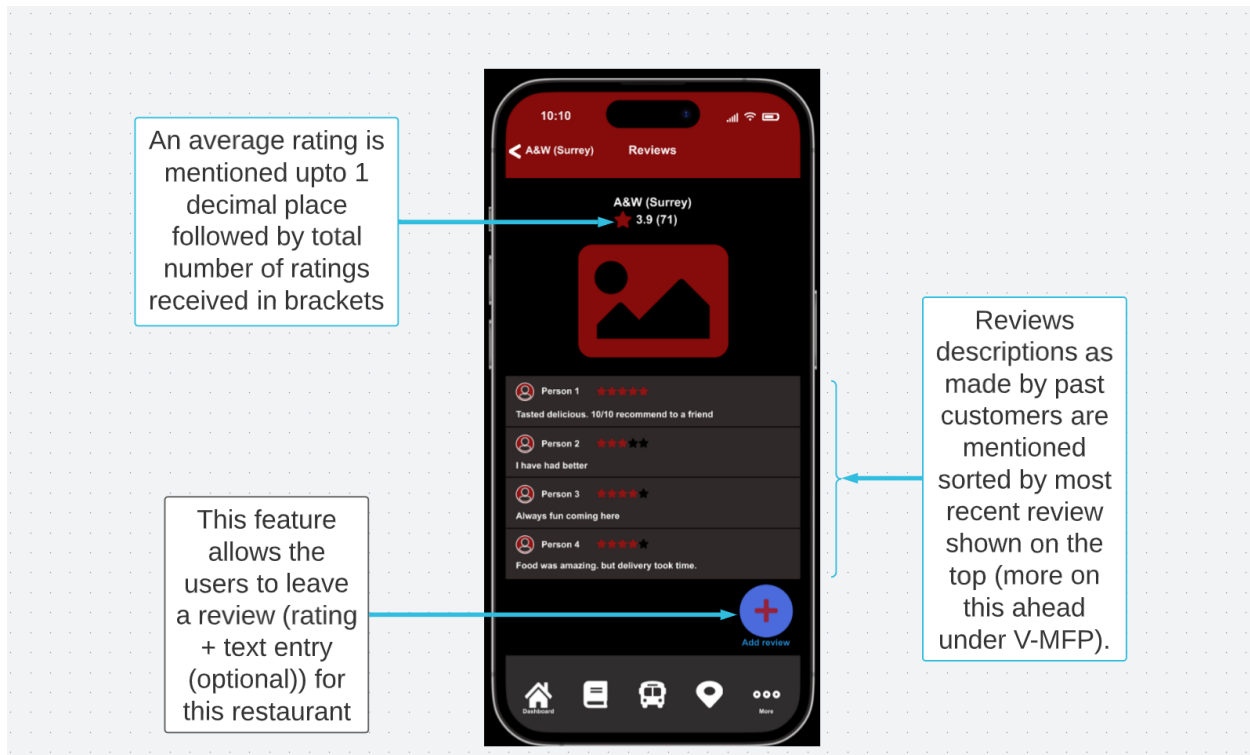 An average rating is
mentioned upto 1
decimal place
followed by total
number of ratings
received in brackets
10:10
A&W (Surrey)
Reviews
A&W (Surrey)
3.9 (71)
Person 1
Tasted delicious. 10/10 recommend to a friend
Person 2
I have had better
Person 3
Always fun coming here
Person 4
Food was amazing. but delivery took time.
Add review
Dashboard
More
Reviews
descriptions as
made by past
customers are
mentioned
sorted by most
recent review
shown on the
top (more on
this ahead
under V-MFP).
This feature
allows the
users to leave
a review (rating
+ text entry
(optional)) for
this restaurant